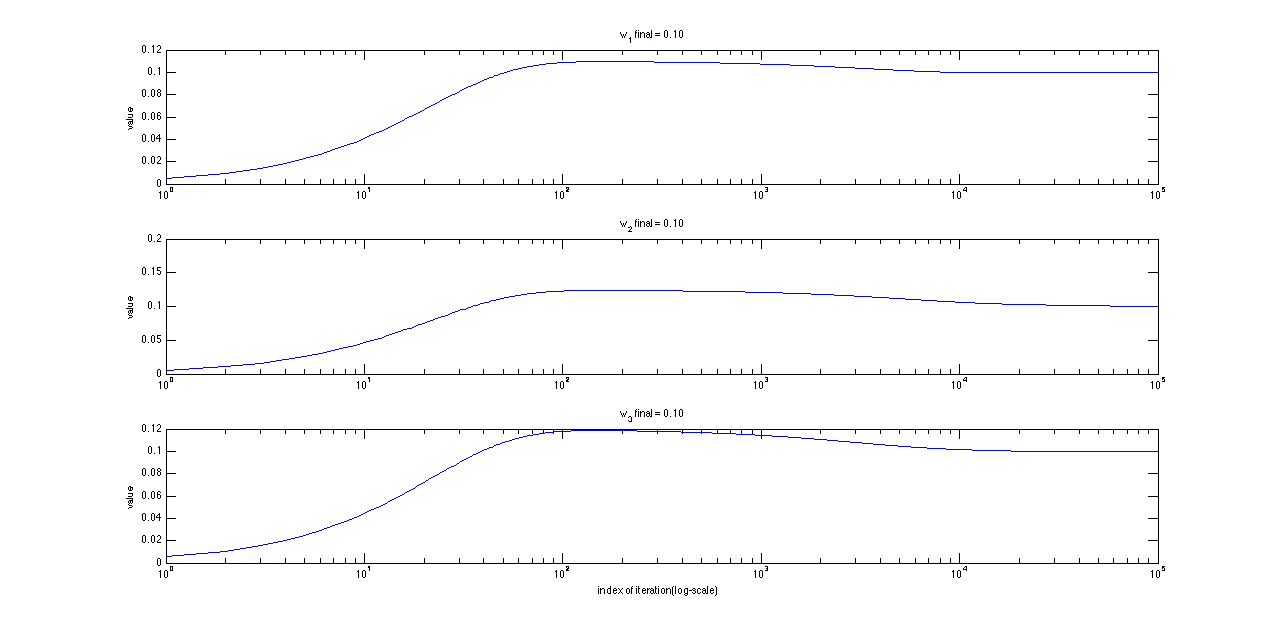 w1 final = 0.10
0.12
0.1
0.08
0.06
0.04
0.02
0
value
10^0 10^1 10^2 10^3 10^4 10^5
w2 final = 0.10
0.2
0.15
0.1
0.05
0
value
10^0 10^1 10^2 10^3 10^4 10^5
w3 final = 0.10
0.12
0.1
0.08
0.06
0.04
0.02
0
value
10^0 10^1 10^2 10^3 10^4 10^5
index of iteration(log-scale)